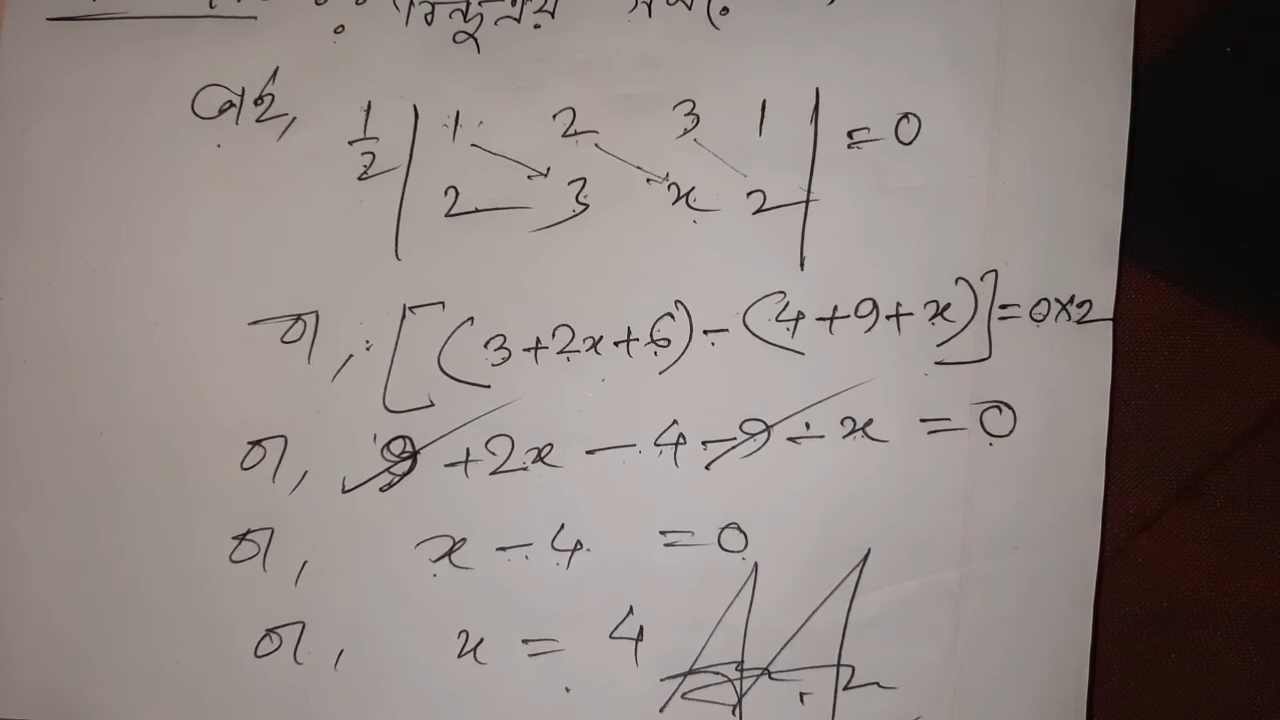 বিন্দুত্রয়
1/2 | 1 2 3 1 | = 0
2 3 x 2
বা, [(3+2x+6)-(4+9+x)] = 0×2
বা, 9+2x-4-9-x = 0
বা, x-4 = 0
বা, x = 4